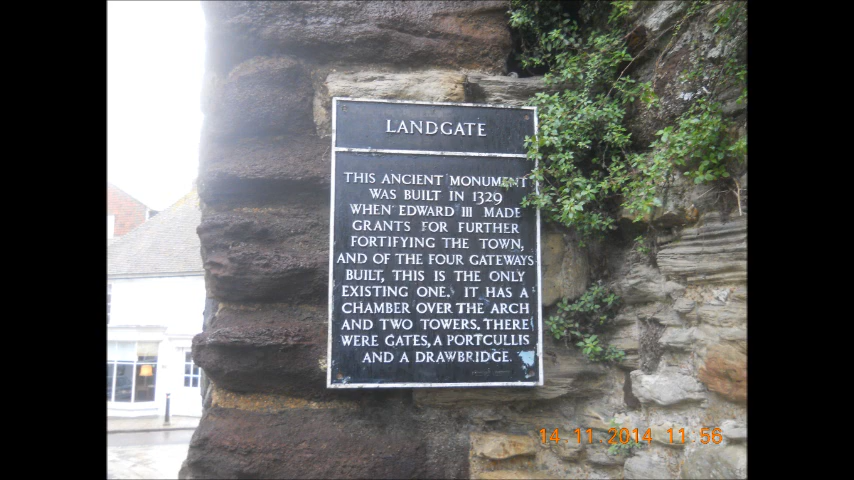 LANDGATE
THIS ANCIENT MONUMENT
WAS BUILT IN 1329
WHEN EDWARD III MADE
GRANTS FOR FURTHER
FORTIFYING THE TOWN,
AND OF THE FOUR GATEWAYS
BUILT, THIS IS THE ONLY
EXISTING ONE. IT HAS A
CHAMBER OVER THE ARCH
AND TWO TOWERS. THERE
WERE GATES, A PORTCULLIS
AND A DRAWBRIDGE.
14 11 2014 11 56